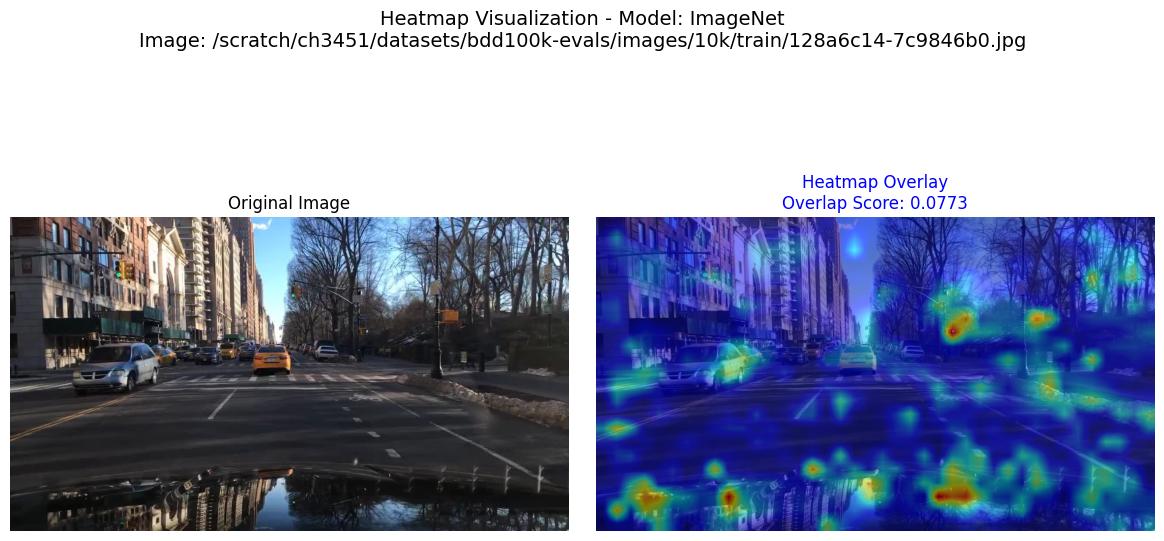 Heatmap Visualization - Model: ImageNet
Image: /scratch/ch3451/datasets/bdd100k-evals/images/10k/train/128a6c14-7c9846b0.jpg
Original Image
Heatmap Overlay
Overlap Score: 0.0773